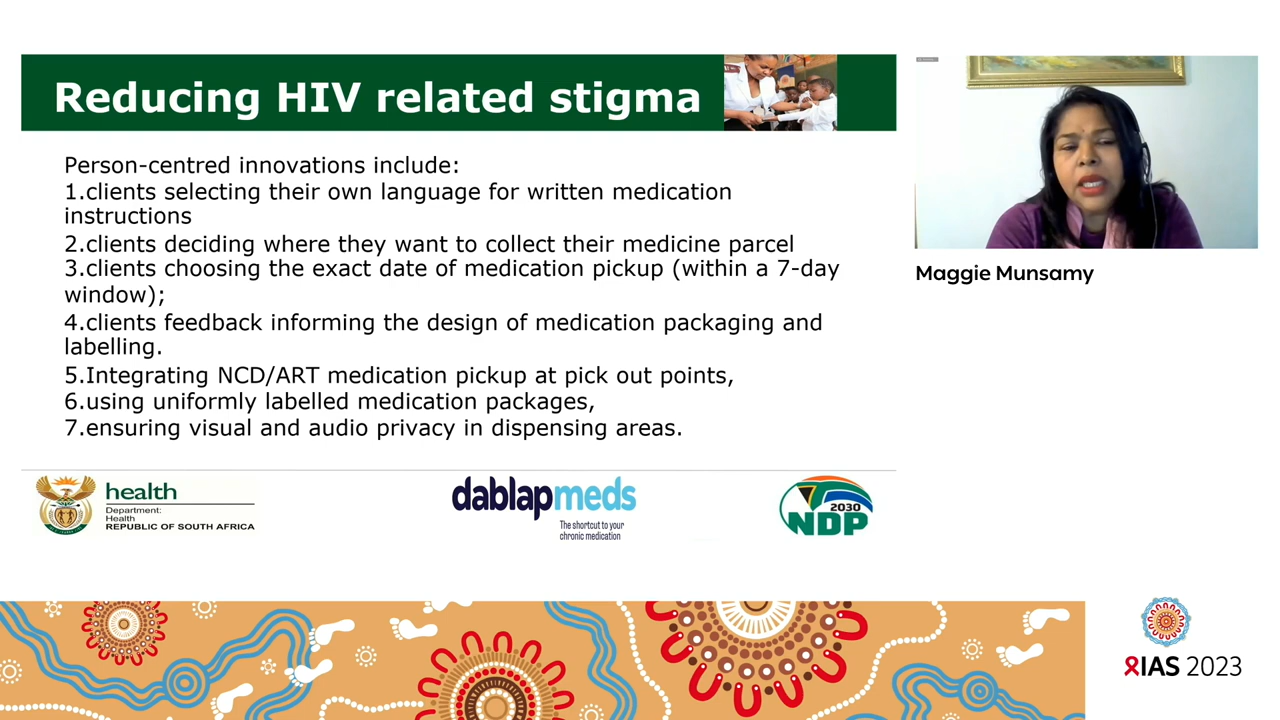 Reducing HIV related stigma
Person-centred innovations include:
1.clients selecting their own language for written medication
instructions
2.clients deciding where they want to collect their medicine parcel
3.clients choosing the exact date of medication pickup (within a 7-day
window);
4.clients feedback informing the design of medication packaging and
labelling.
5.Integrating NCD/ART medication pickup at pick out points,
6.using uniformly labelled medication packages,
7.ensuring visual and audio privacy in dispensing areas.
health
Department:
Health
REPUBLIC OF SOUTH AFRICA
dablapmeds
The shortcut to your
chronic medication
2030
NDP
Maggie Munsamy
IAS 2023